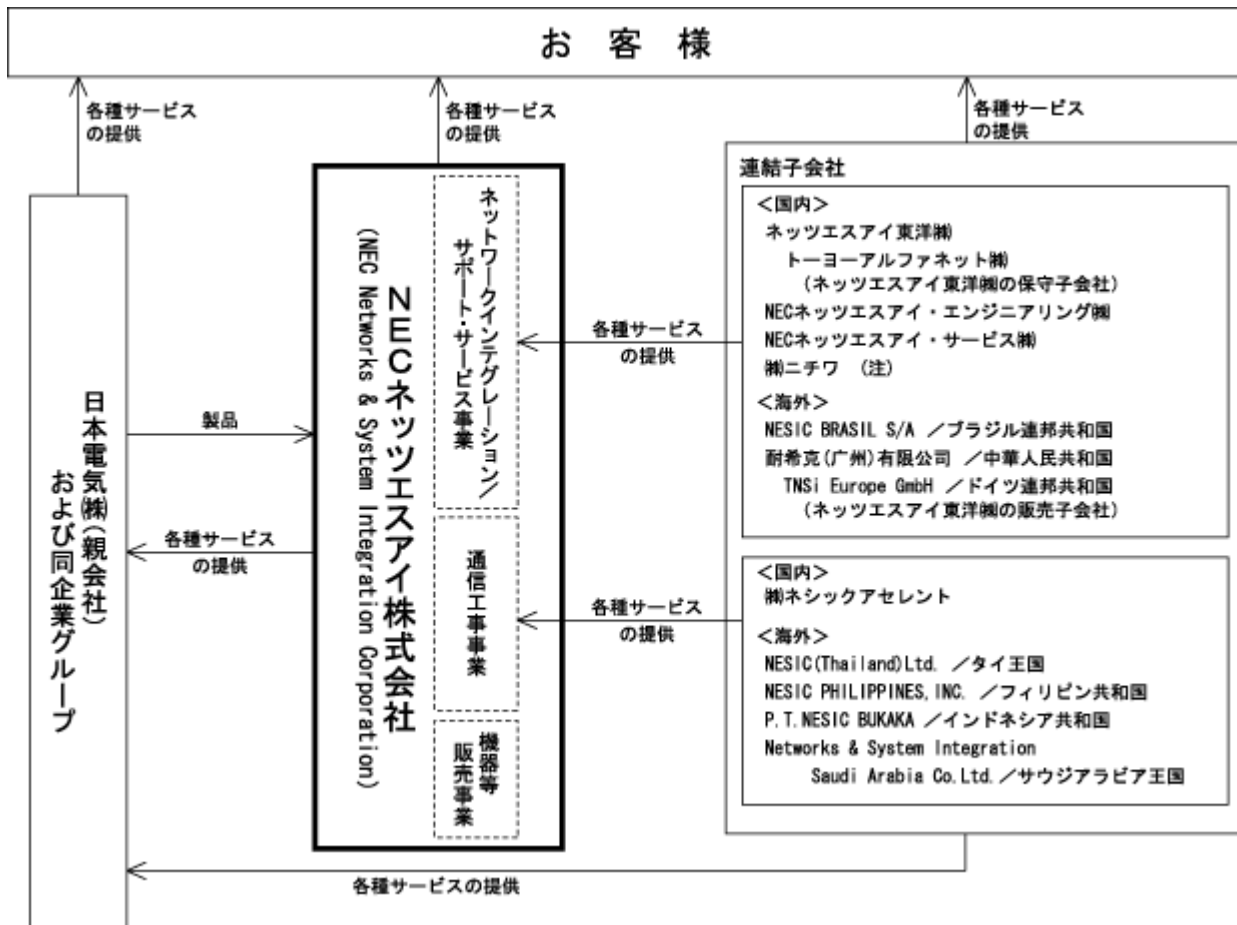 お 客 様
各種サービス
の提供
各種サービス
の提供
各種サービス
の提供
日本電気㈱(親会社)
および同企業グループ
製品
各種サービス
の提供
NECネッツエスアイ株式会社
(NEC Networks & System Integration Corporation)
ネットワークインテグレーション/
サポート・サービス事業
通信工事事業
機器等
販売事業
各種サービス
の提供
各種サービス
の提供
連結子会社
<国内>
ネッツエスアイ東洋㈱
トーヨーアルファネット㈱
(ネッツエスアイ東洋㈱の保守子会社)
NECネッツエスアイ・エンジニアリング㈱
NECネッツエスアイ・サービス㈱
㈱ニチワ (注)
<海外>
NESIC BRASIL S/A /ブラジル連邦共和国
耐希克(广州)有限公司 /中華人民共和国
TNSi Europe GmbH /ドイツ連邦共和国
(ネッツエスアイ東洋㈱の販売子会社)
<国内>
㈱ネシックアセレント
<海外>
NESIC(Thailand)Ltd. /タイ王国
NESIC PHILIPPINES,INC. /フィリピン共和国
P.T.NESIC BUKAKA /インドネシア共和国
Networks & System Integration
Saudi Arabia Co.Ltd./サウジアラビア王国
各種サービスの提供